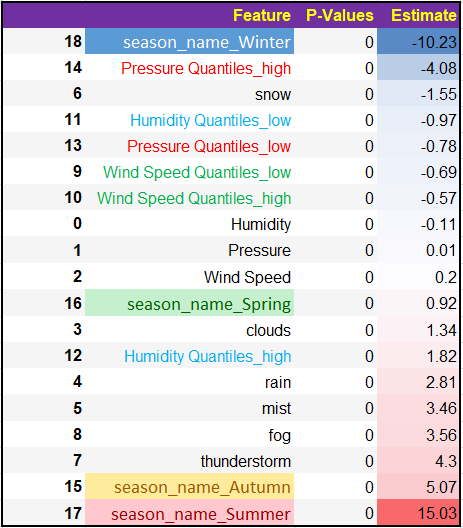 Feature P-Values Estimate
18 season_name_Winter 0 -10.23
14 Pressure Quantiles_high 0 -4.08
6 snow 0 -1.55
11 Humidity Quantiles_low 0 -0.97
13 Pressure Quantiles_low 0 -0.78
9 Wind Speed Quantiles_low 0 -0.69
10 Wind Speed Quantiles_high 0 -0.57
0 Humidity 0 -0.11
1 Pressure 0 0.01
2 Wind Speed 0 0.2
16 season_name_Spring 0 0.92
3 clouds 0 1.34
12 Humidity Quantiles_high 0 1.82
4 rain 0 2.81
5 mist 0 3.46
8 fog 0 3.56
7 thunderstorm 0 4.3
15 season_name_Autumn 0 5.07
17 season_name_Summer 0 15.03